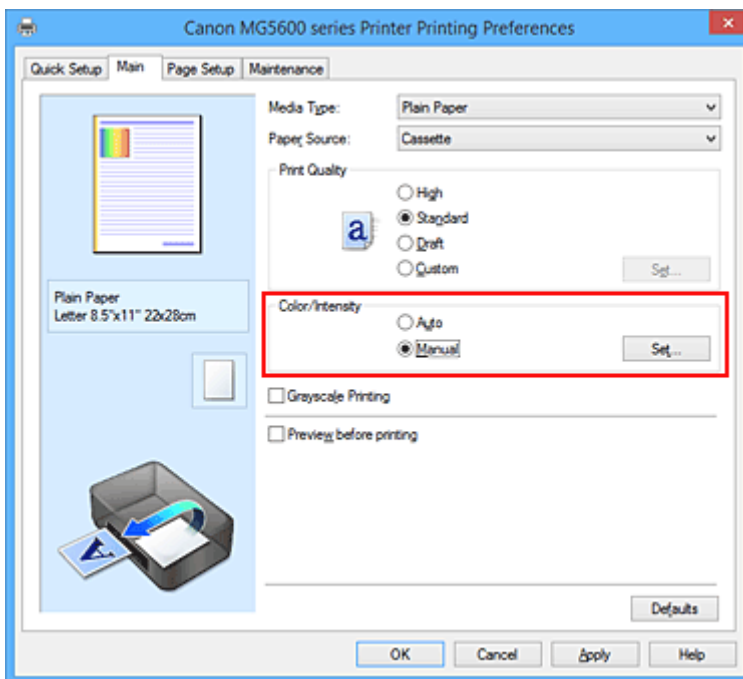 Canon MG5600 series Printer Printing Preferences
Quick Setup Main Page Setup Maintenance
Media Type: Plain Paper
Paper Source: Cassette
Print Quality
High
a Standard
Draft
Custom Set...
Plain Paper
Letter 8.5"x11" 22x28cm
Color/Intensity
Auto
Manual Set...
Grayscale Printing
Preview before printing
A
Defaults
OK Cancel Apply Help